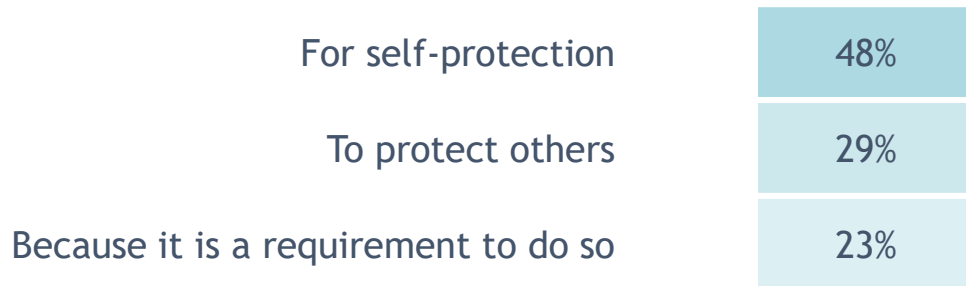 For self-protection 48%
To protect others 29%
Because it is a requirement to do so 23%